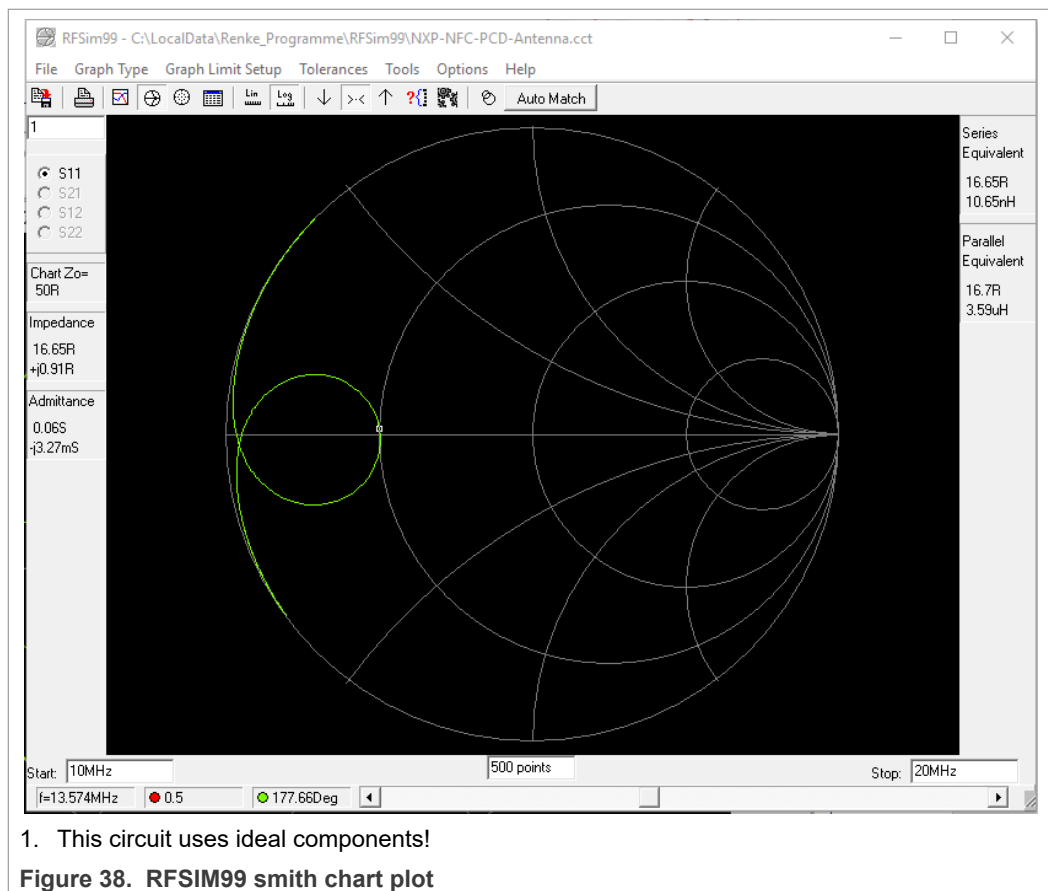 RFSim99 - C:\LocalData\Renke_Programme\RFSim99\NXP-NFC-PCD-Antenna.cct
File Graph Type Graph Limit Setup Tolerances Tools Options Help
Lin Log Auto Match
1
S11
S21
S12
S22
Chart Zo=
50R
Impedance
16.65R
+j0.91R
Admittance
0.06S
-j3.27mS
Series
Equivalent
16.65R
10.65nH
Parallel
Equivalent
16.7R
3.59uH
Start: 10MHz 500 points Stop: 20MHz
f=13.574MHz 0.5 177.66Deg
1. This circuit uses ideal components!
Figure 38. RFSIM99 smith chart plot